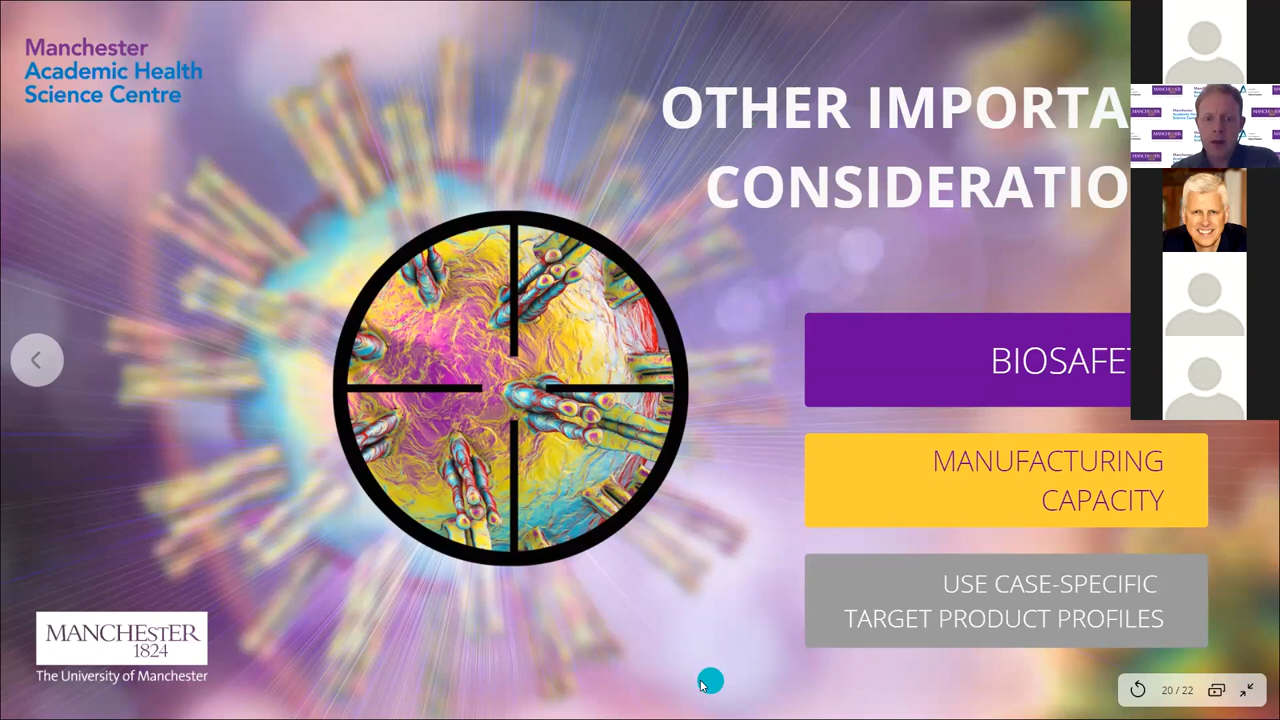 Manchester
Academic Health
Science Centre
OTHER IMPORTA
CONSIDERATIO
BIOSAFE
MANUFACTURING
CAPACITY
USE CASE-SPECIFIC
TARGET PRODUCT PROFILES
MANCHESTER
1824
The University of Manchester
20 / 22